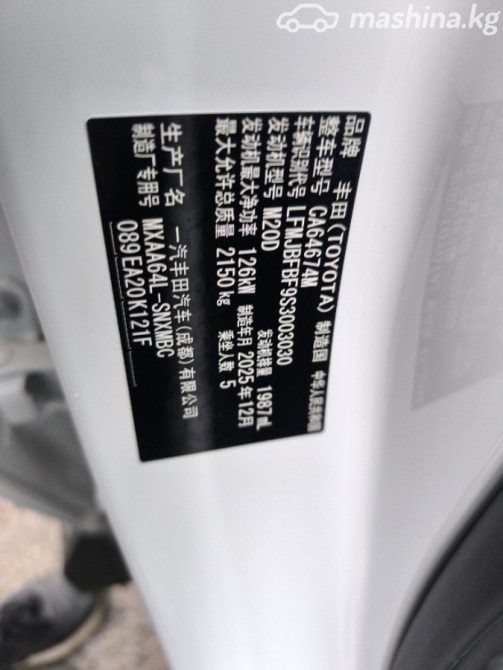 mashina.kg
品牌 丰田(TOYOTA) 制造国 中华人民共和国
整车型号 CA64674M
车辆识别代号 LFMJBFBF9S3003030
发动机型号 M20D 发动机排量 1987mL
发动机最大净功率 126kW 制造年月 2025年12月
最大允许总质量 2150kg 乘坐人数 5
生产厂名 一汽丰田汽车(成都)有限公司
制造厂专用号 MXAA64L-SNXMBC
089EA20K121F